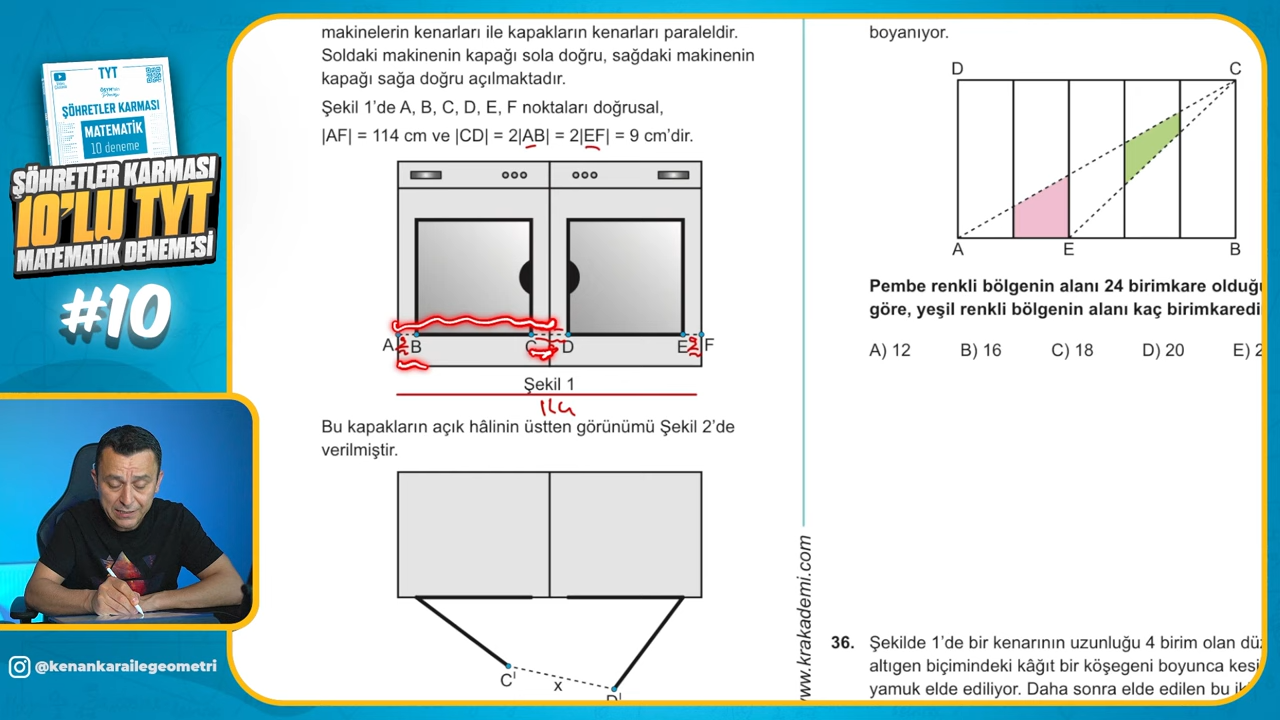 TYT
ŞÖHRETLER KARMASI
MATEMATİK
10 deneme
ŞÖHRETLER KARMASI
10'LU TYT
MATEMATİK DENEMESİ
#10
@kenankarailegeometri
makinelerin kenarları ile kapakların kenarları paraleldir.
Soldaki makinenin kapağı sola doğru, sağdaki makinenin
kapağı sağa doğru açılmaktadır.
Şekil 1'de A, B, C, D, E, F noktaları doğrusal,
|AF| = 114 cm ve |CD| = 2|AB| = 2|EF| = 9 cm'dir.
A B C D E F
Şekil 1
114
Bu kapakların açık hâlinin üstten görünümü Şekil 2'de
verilmiştir.
C'
x
D'
www.krakademi.com
boyanıyor.
D C
A E B
Pembe renkli bölgenin alanı 24 birimkare
göre, yeşil renkli bölgenin alanı kaç
A) 12 B) 16 C) 18 D) 20 E)
36. Şekilde 1'de bir kenarının uzunluğu 4 birim olan
altıgen biçimindeki kâğıt bir köşegeni boyunca
yamuk elde ediliyor. Daha sonra elde edilen bu